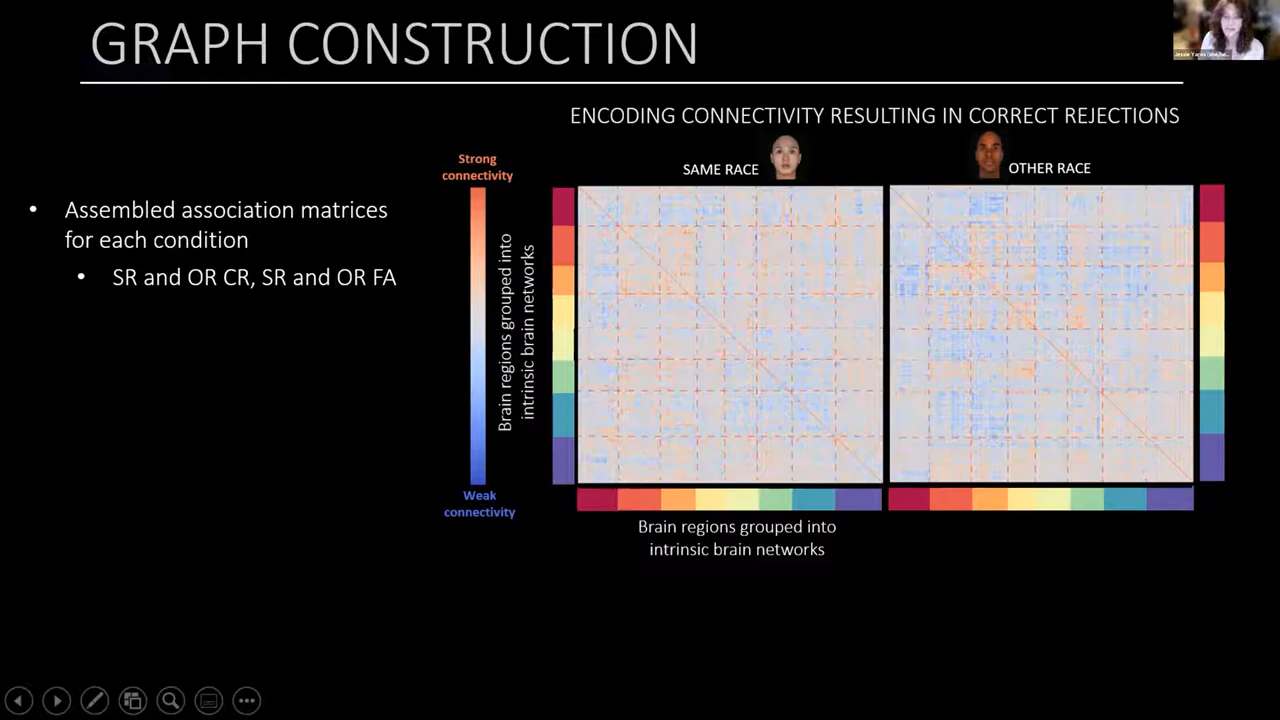 GRAPH CONSTRUCTION
ENCODING CONNECTIVITY RESULTING IN CORRECT REJECTIONS
SAME RACE
OTHER RACE
Strong
connectivity
• Assembled association matrices
for each condition
• SR and OR CR, SR and OR FA
Brain regions grouped into
intrinsic brain networks
Weak
connectivity
Brain regions grouped into
intrinsic brain networks